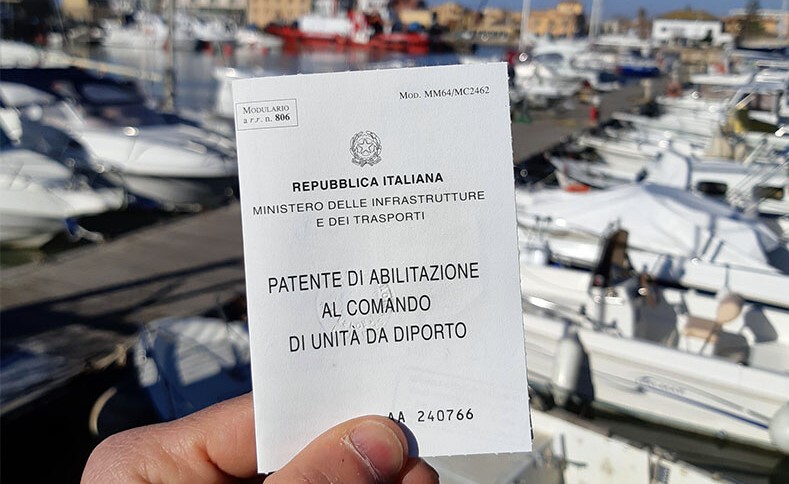 MODULARIO
a r.r. n. 806
MOD. MM64/MC2462
REPUBBLICA ITALIANA
MINISTERO DELLE INFRASTRUTTURE
E DEI TRASPORTI
PATENTE DI ABILITAZIONE
AL COMANDO
DI UNITÀ DA DIPORTO
AA 240766